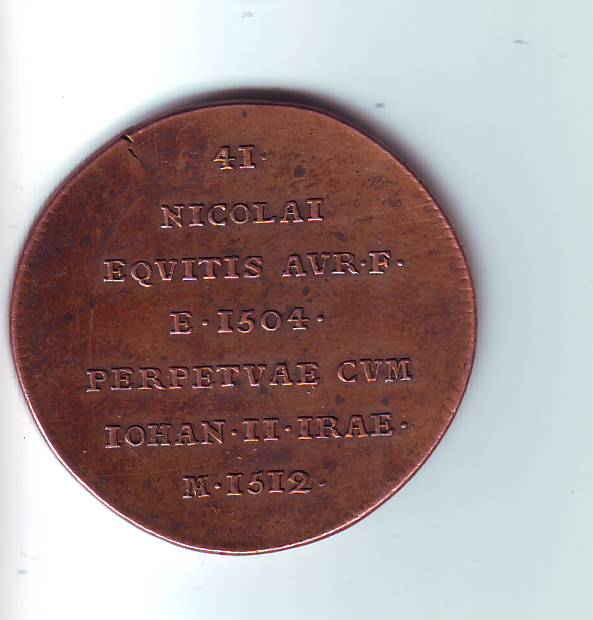 41·
NICOLAI
EQVITIS AVR·F·
E·1504·
PERPETVAE CVM
IOHAN·II·IRAE·
M·1512·